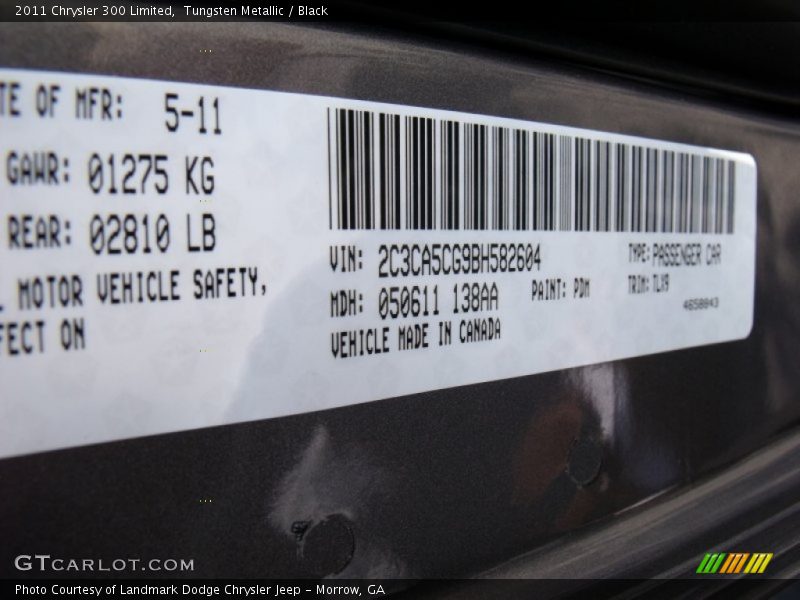 2011 Chrysler 300 Limited, Tungsten Metallic / Black
TE OF MFR: 5-11
GAWR: 01275 KG
REAR: 02810 LB
MOTOR VEHICLE SAFETY,
FECT ON
VIN: 2C3CA5CG9BH582604
TYPE: PASSENGER CAR
MDH: 050611 138AA
PAINT: PDM
TRIM: TLX9
VEHICLE MADE IN CANADA
4658843
GTCARLOT.COM
Photo Courtesy of Landmark Dodge Chrysler Jeep - Morrow, GA